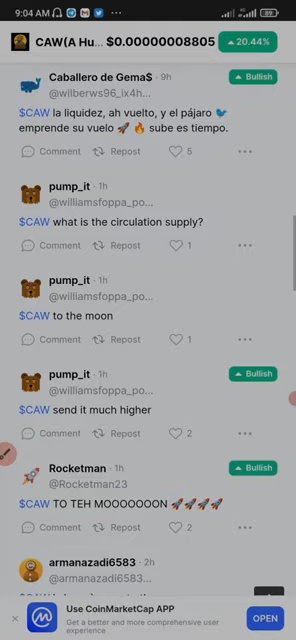 9:04 AM
CAW(A Hu... $0.00000008805 20.44%
Caballero de Gema$ · 9h Bullish
@wilberws96_ix4h...
$CAW la liquidez, ah vuelto, y el pájaro 🐦
emprende su vuelo 🚀 🔥 sube es tiempo.
Comment Repost 5
pump_it · 1h
@williamsfoppa_po...
$CAW what is the circulation supply?
Comment Repost 1
pump_it · 1h
@williamsfoppa_po...
$CAW to the moon
Comment Repost 1
pump_it · 1h Bullish
@williamsfoppa_po...
$CAW send it much higher
Comment Repost 2
Rocketman · 1h Bullish
@Rocketman23
$CAW TO TEH MOOOOOOON 🚀🚀🚀🚀
Comment Repost 2
armanazadi6583 · 2h
@armanazadi6583...
Use CoinMarketCap APP
Get a better and more comprehensive user
experience
OPEN